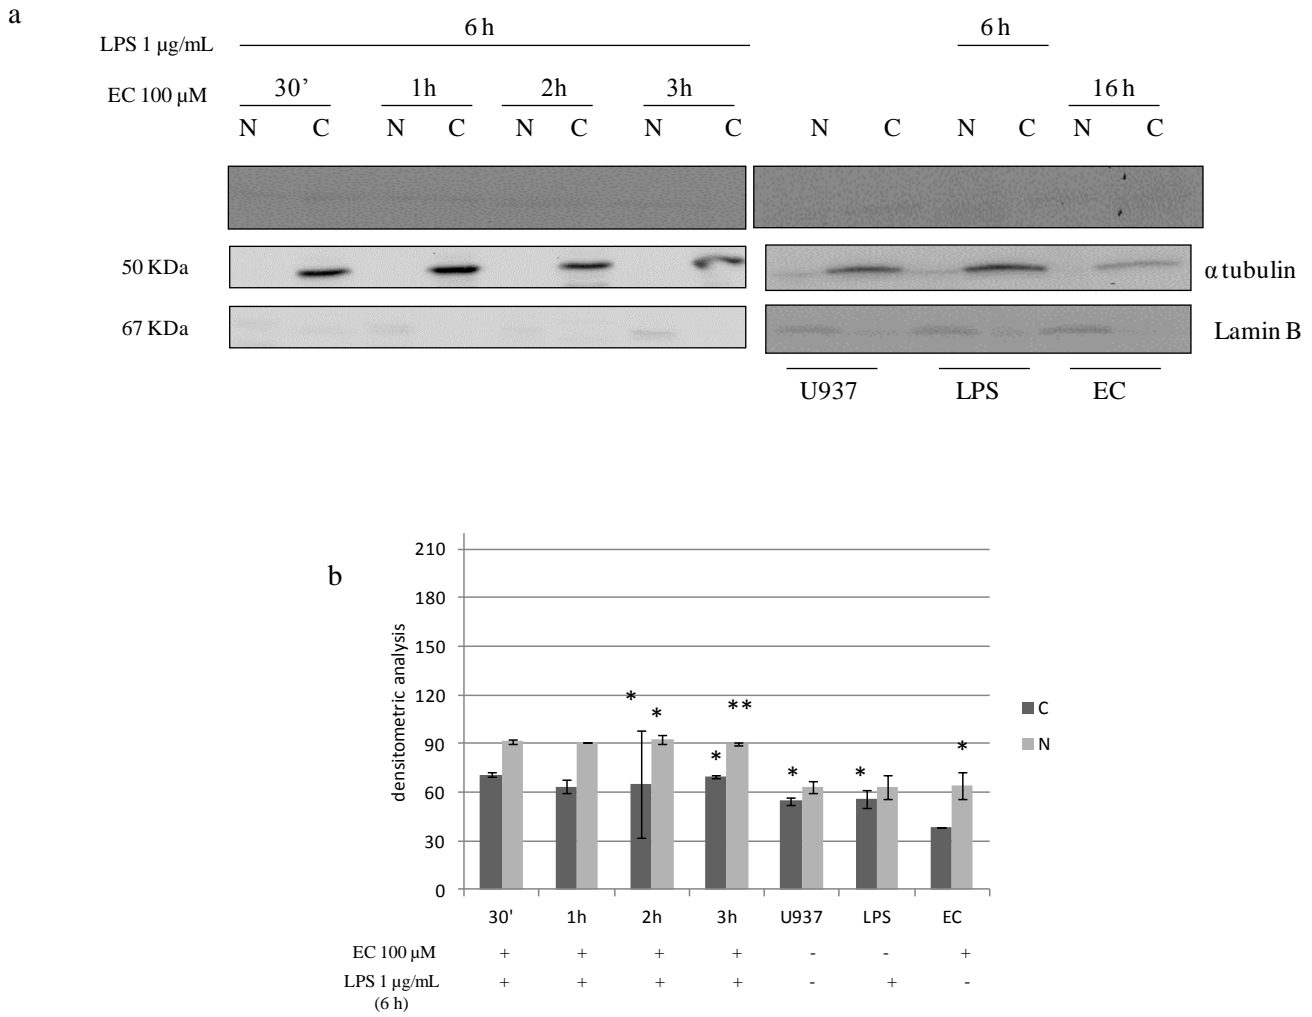 a
6 h 6 h
LPS 1 µg/mL
EC 100 µM 30’ 1h 2h 3h 16 h
N C N C N C N C N C N C N C
50 KDa α tubulin
67 KDa Lamin B
U937 LPS EC
b
densitometric analysis
210
180
150
120
90
60
30
0
* * * ** * * *
C
N
30' 1h 2h 3h U937 LPS EC
EC 100 µM + + + + - - +
LPS 1 µg/mL + + + + - + -
(6 h)